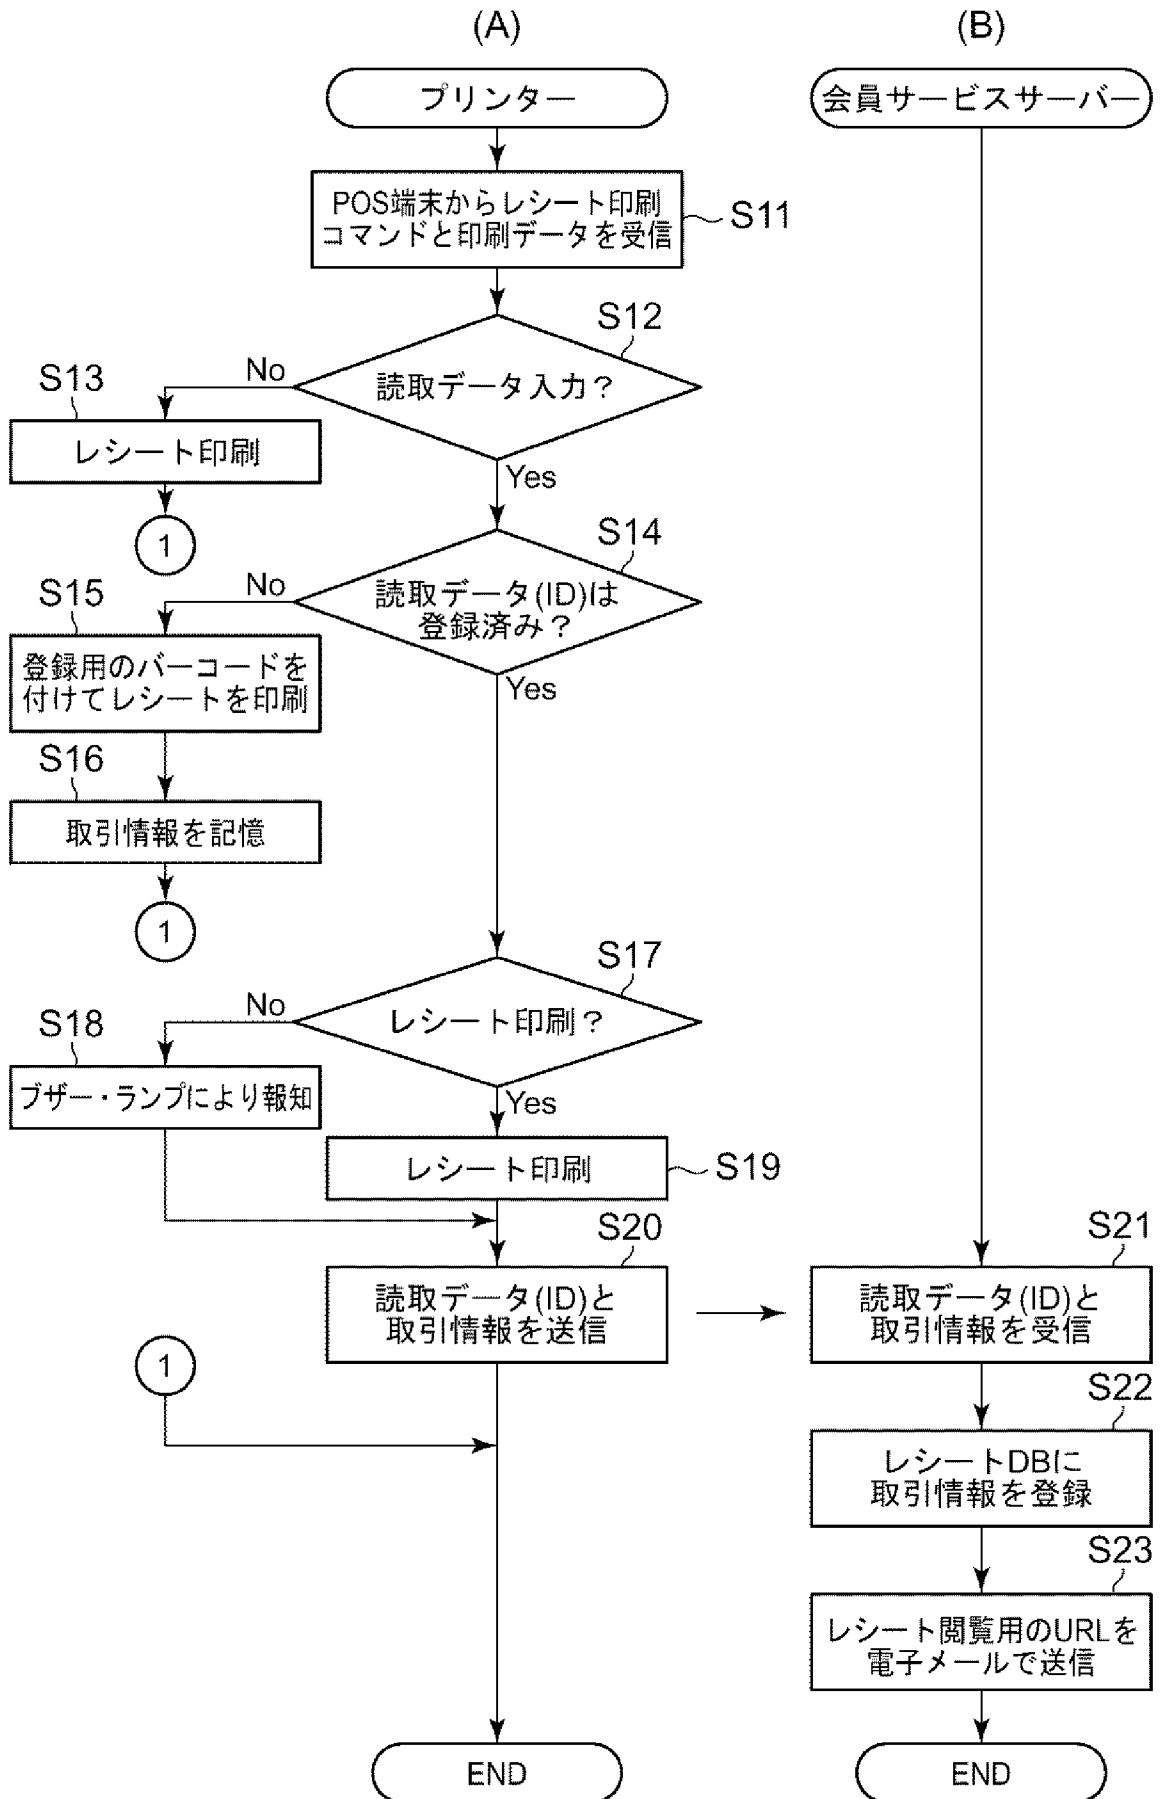 (A)
(B)
プリンター
会員サービスサーバー
POS端末からレシート印刷
コマンドと印刷データを受信
S11
S12
読取データ入力？
No
Yes
S13
レシート印刷
1
S14
読取データ(ID)は
登録済み？
No
Yes
S15
登録用のバーコードを
付けてレシートを印刷
S16
取引情報を記憶
1
S17
レシート印刷？
No
Yes
S18
ブザー・ランプにより報知
レシート印刷
S19
S20
読取データ(ID)と
取引情報を送信
S21
読取データ(ID)と
取引情報を受信
1
S22
レシートDBに
取引情報を登録
S23
レシート閲覧用のURLを
電子メールで送信
END
END